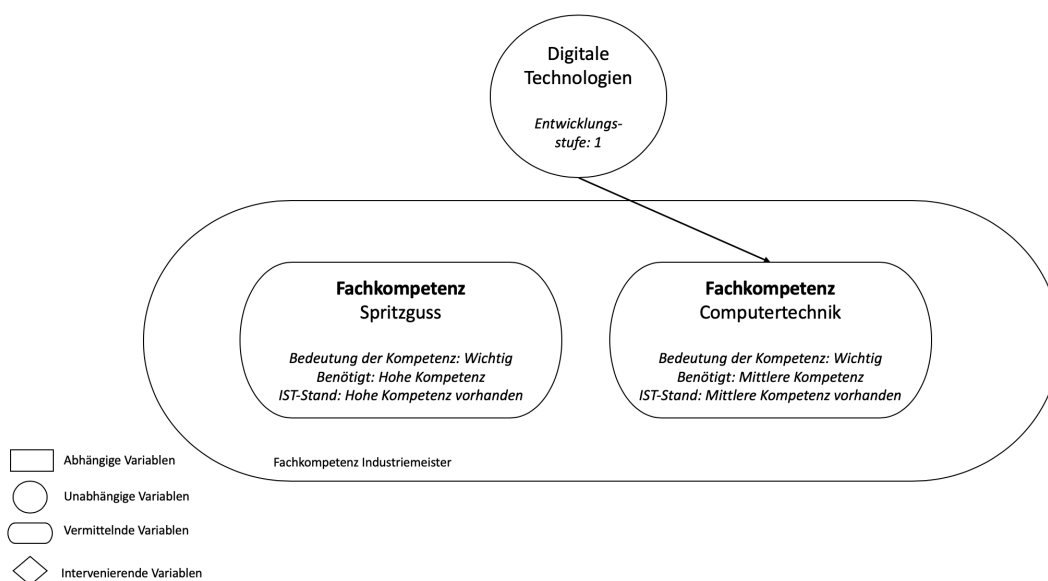 Digitale
Technologien
Entwicklungs-
stufe: 1
Fachkompetenz
Spritzguss
Bedeutung der Kompetenz: Wichtig
Benötigt: Hohe Kompetenz
IST-Stand: Hohe Kompetenz vorhanden
Fachkompetenz
Computertechnik
Bedeutung der Kompetenz: Wichtig
Benötigt: Mittlere Kompetenz
IST-Stand: Mittlere Kompetenz vorhanden
Fachkompetenz Industriemeister
Abhängige Variablen
Unabhängige Variablen
Vermittelnde Variablen
Intervenierende Variablen